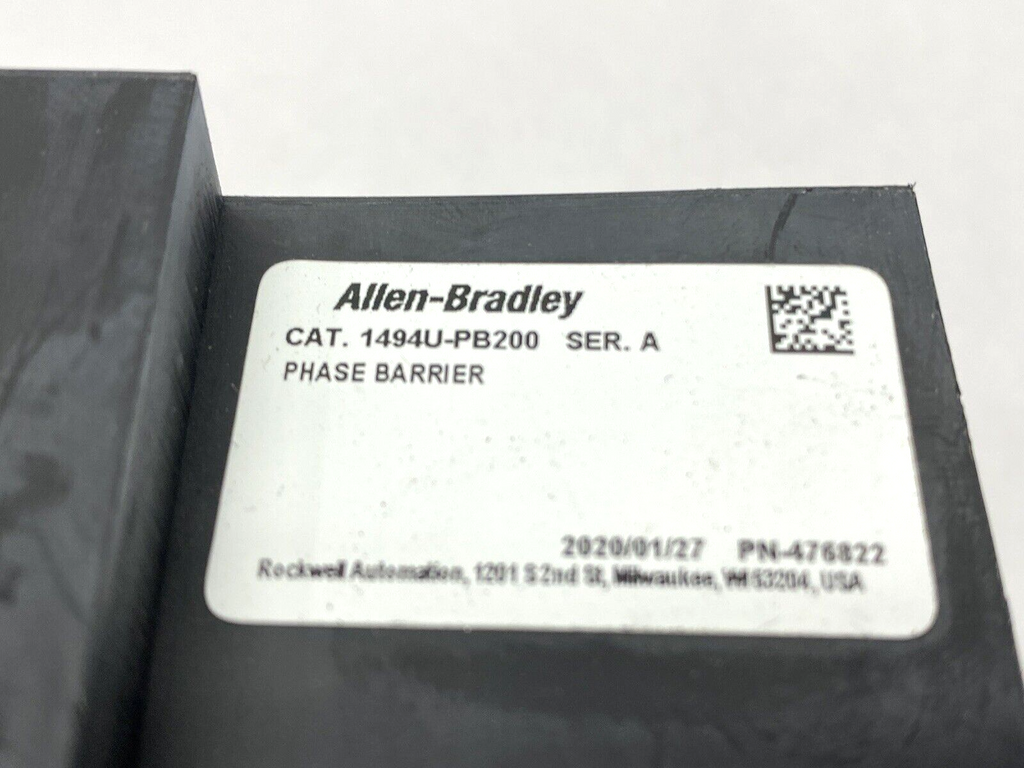 Allen-Bradley
CAT. 1494U-PB200 SER. A
PHASE BARRIER
2020/01/27 PN-476822
Rockwell Automation, 1201 S 2nd St, Milwaukee, WI 53204, USA